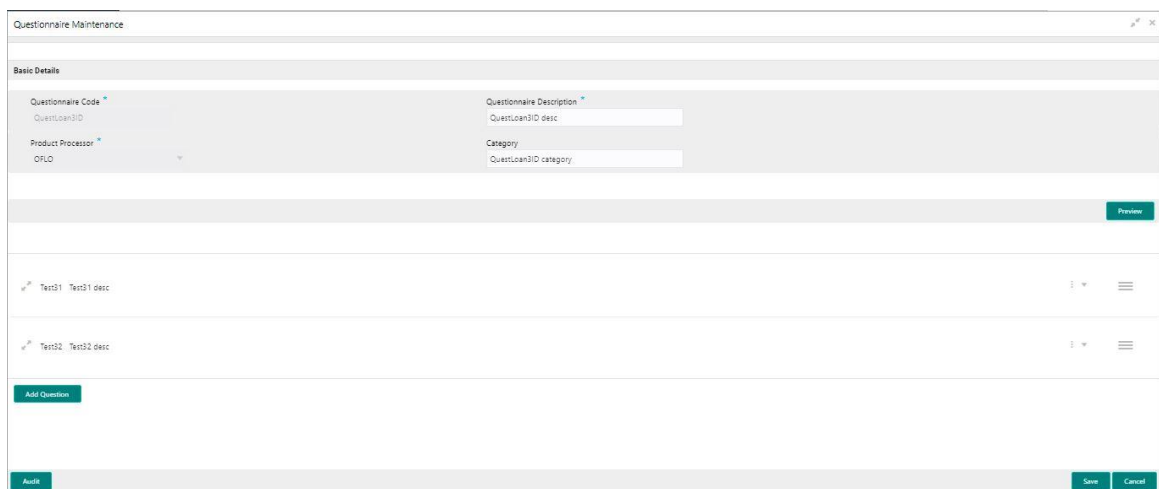 Questionnaire Maintenance
Basic Details
Questionnaire Code *
Questionnaire Description *
QuestLoan3ID
QuestLoan3ID desc
Product Processor *
Category
OFLO
QuestLoan3ID category
Preview
Test31 Test31 desc
Test32 Test32 desc
Add Question
Audit
Save
Cancel